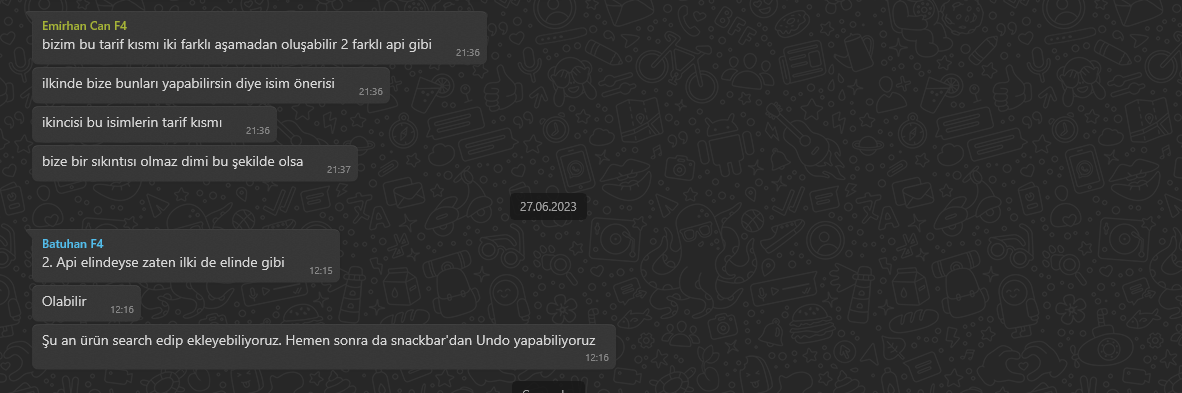 Emirhan Can F4
bizim bu tarif kısmı iki farklı aşamadan oluşabilir 2 farklı api gibi
21:36
ilkinde bize bunları yapabilirsin diye isim önerisi
21:36
ikincisi bu isimlerin tarif kısmı
21:36
bize bir sıkıntısı olmaz dimi bu şekilde olsa
21:37
27.06.2023
Batuhan F4
2. Api elindeyse zaten ilki de elinde gibi
12:15
Olabilir
12:16
Şu an ürün search edip ekleyebiliyoruz. Hemen sonra da snackbar'dan Undo yapabiliyoruz
12:16